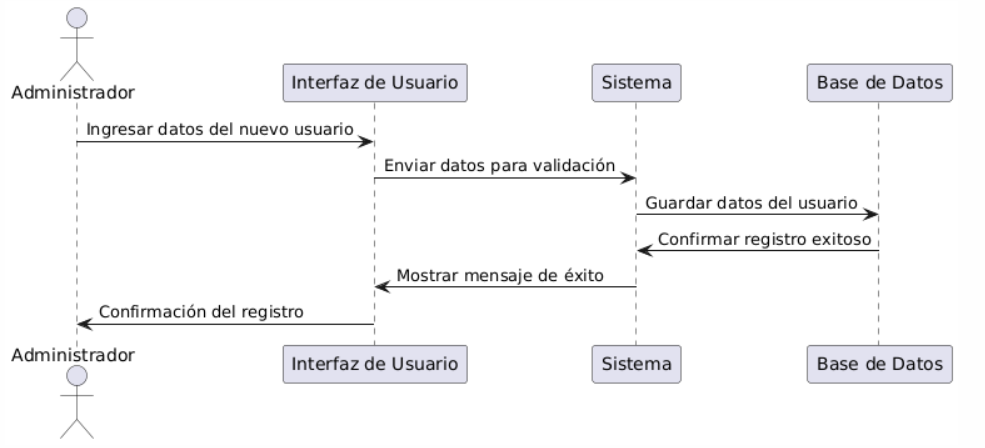 Administrador
Interfaz de Usuario
Sistema
Base de Datos
Ingresar datos del nuevo usuario
Enviar datos para validación
Guardar datos del usuario
Confirmar registro exitoso
Mostrar mensaje de éxito
Confirmación del registro
Administrador
Interfaz de Usuario
Sistema
Base de Datos